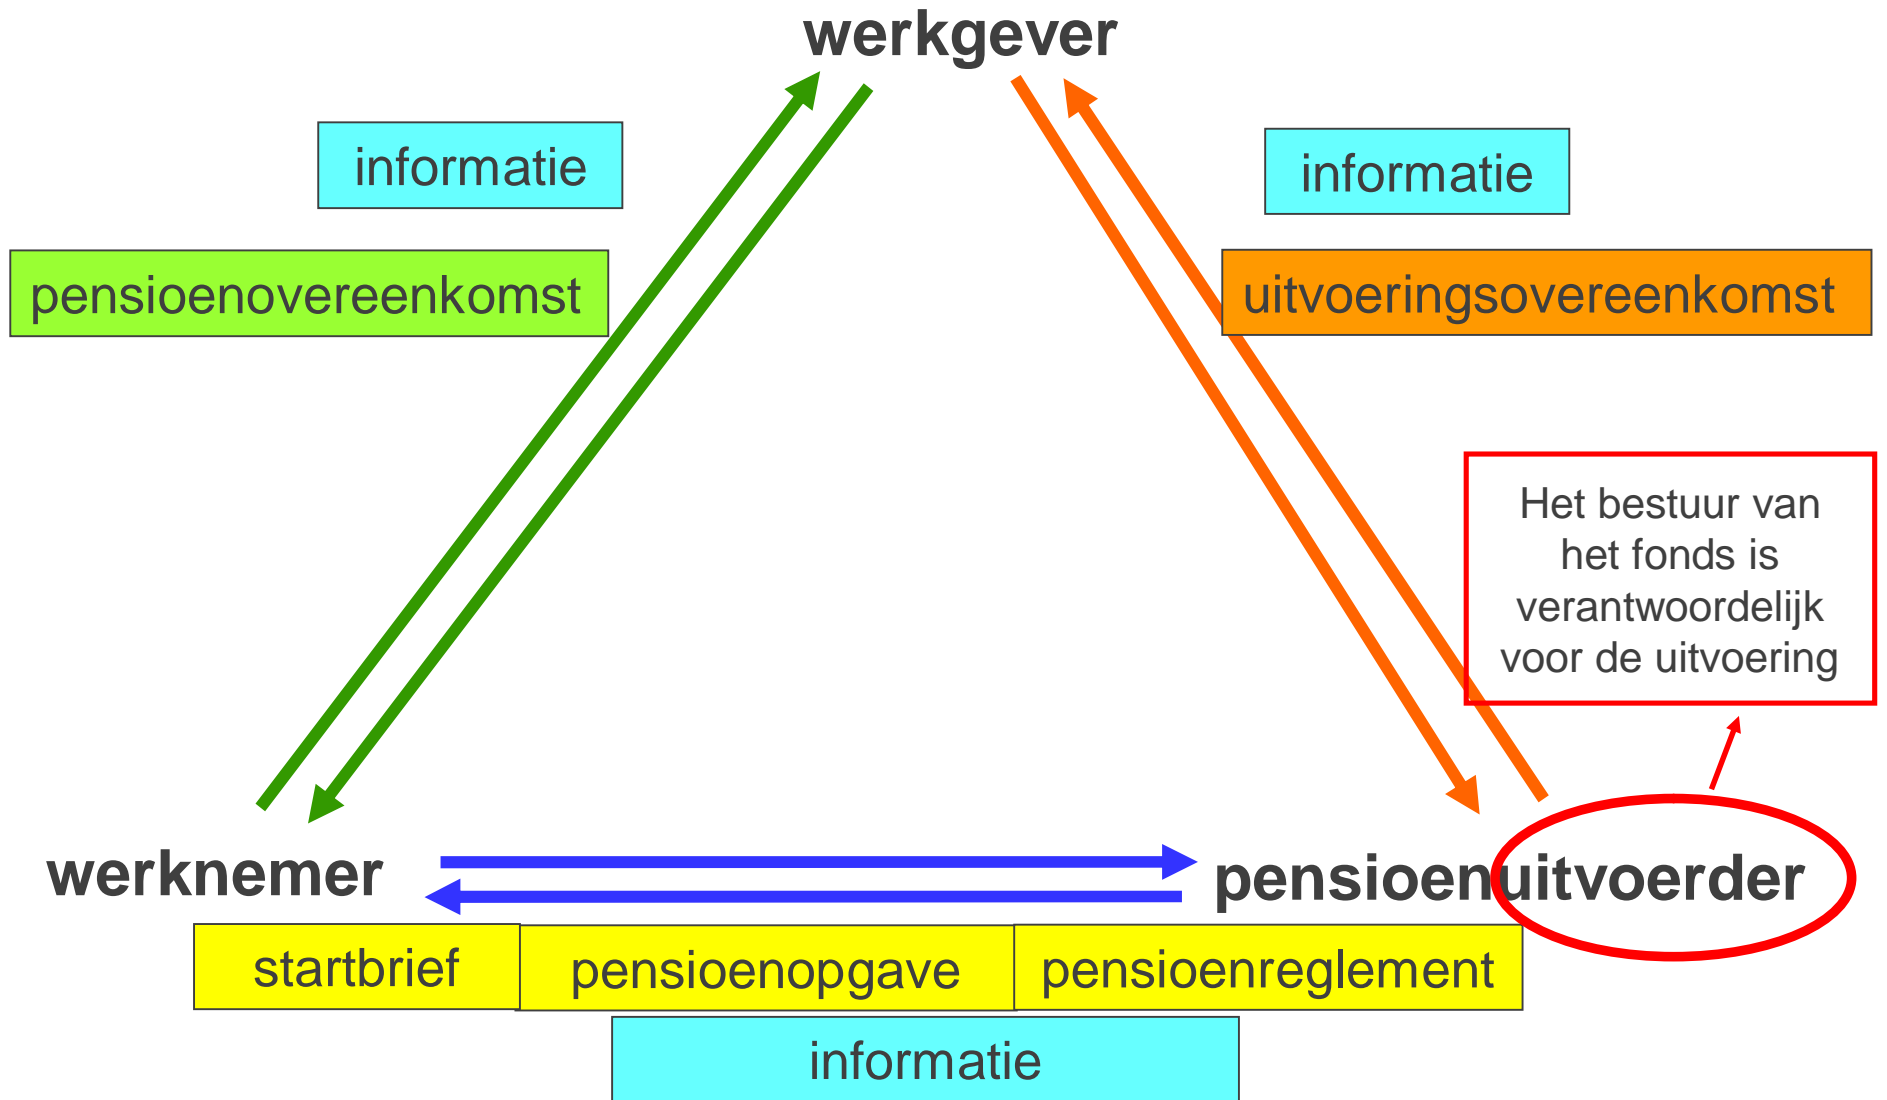 werkgever
informatie
informatie
pensioenovereenkomst
uitvoeringsovereenkomst
Het bestuur van
het fonds is
verantwoordelijk
voor de uitvoering
werknemer
pensioenuitvoerder
startbrief
pensioenopgave
pensioenreglement
informatie